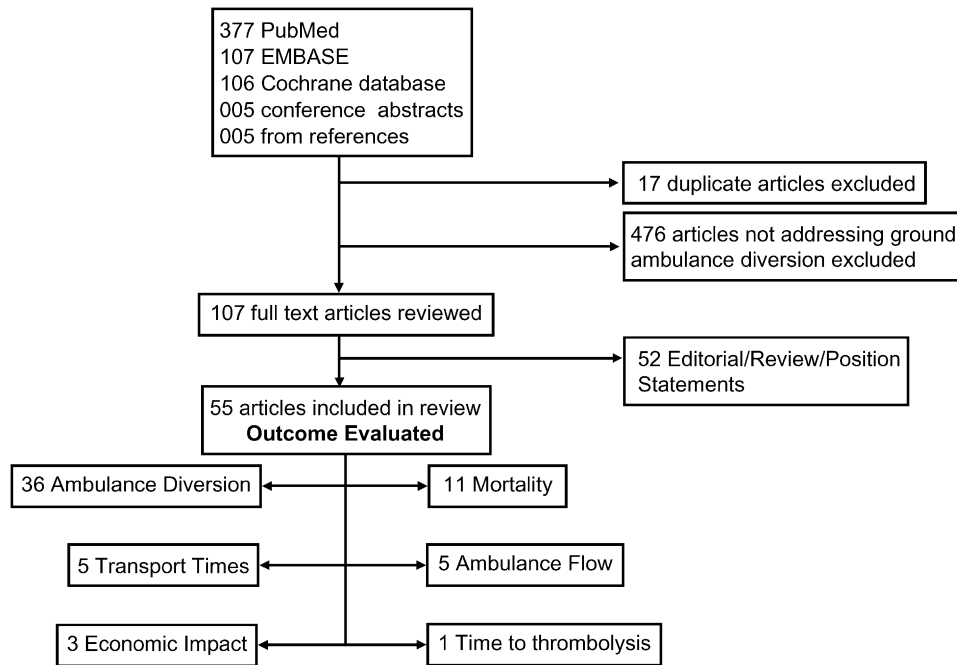 377 PubMed
107 EMBASE
106 Cochrane database
005 conference abstracts
005 from references
17 duplicate articles excluded
476 articles not addressing ground
ambulance diversion excluded
107 full text articles reviewed
52 Editorial/Review/Position
Statements
55 articles included in review
Outcome Evaluated
36 Ambulance Diversion
11 Mortality
5 Transport Times
5 Ambulance Flow
3 Economic Impact
1 Time to thrombolysis